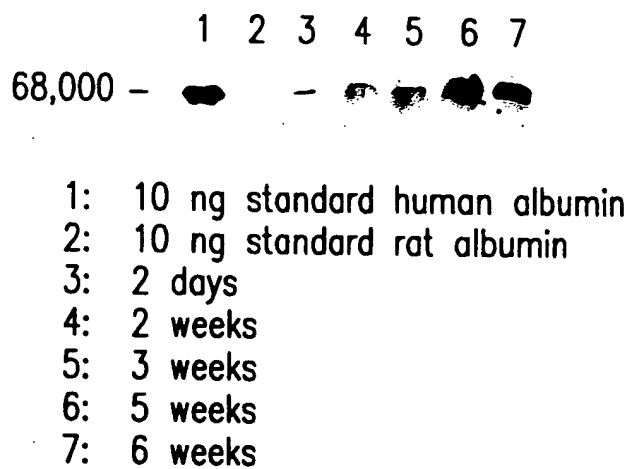 1 2 3 4 5 6 7
68,000 –
1: 10 ng standard human albumin
2: 10 ng standard rat albumin
3: 2 days
4: 2 weeks
5: 3 weeks
6: 5 weeks
7: 6 weeks